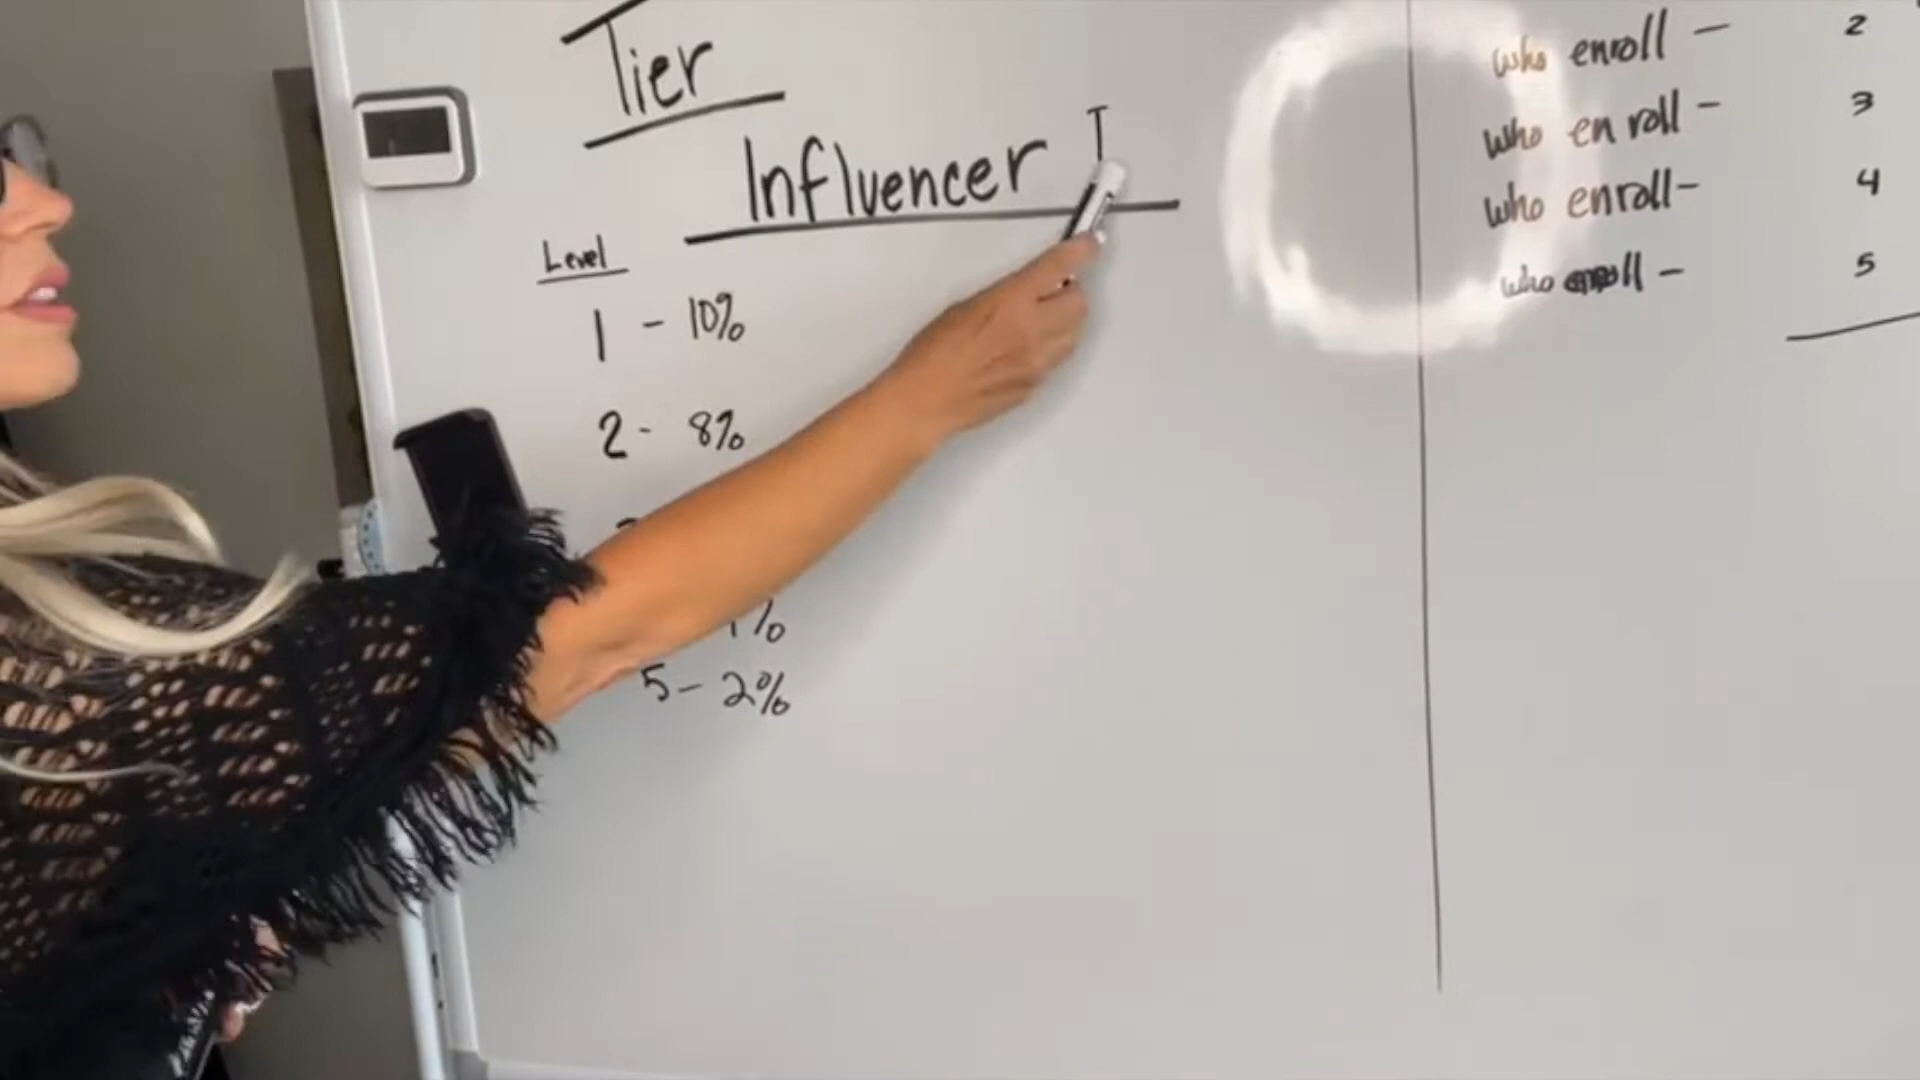 Tier
Influencer I
Level
1 - 10%
2 - 8%
%
5 - 2%
who enroll - 2
who enroll - 3
who enroll - 4
who enroll - 5